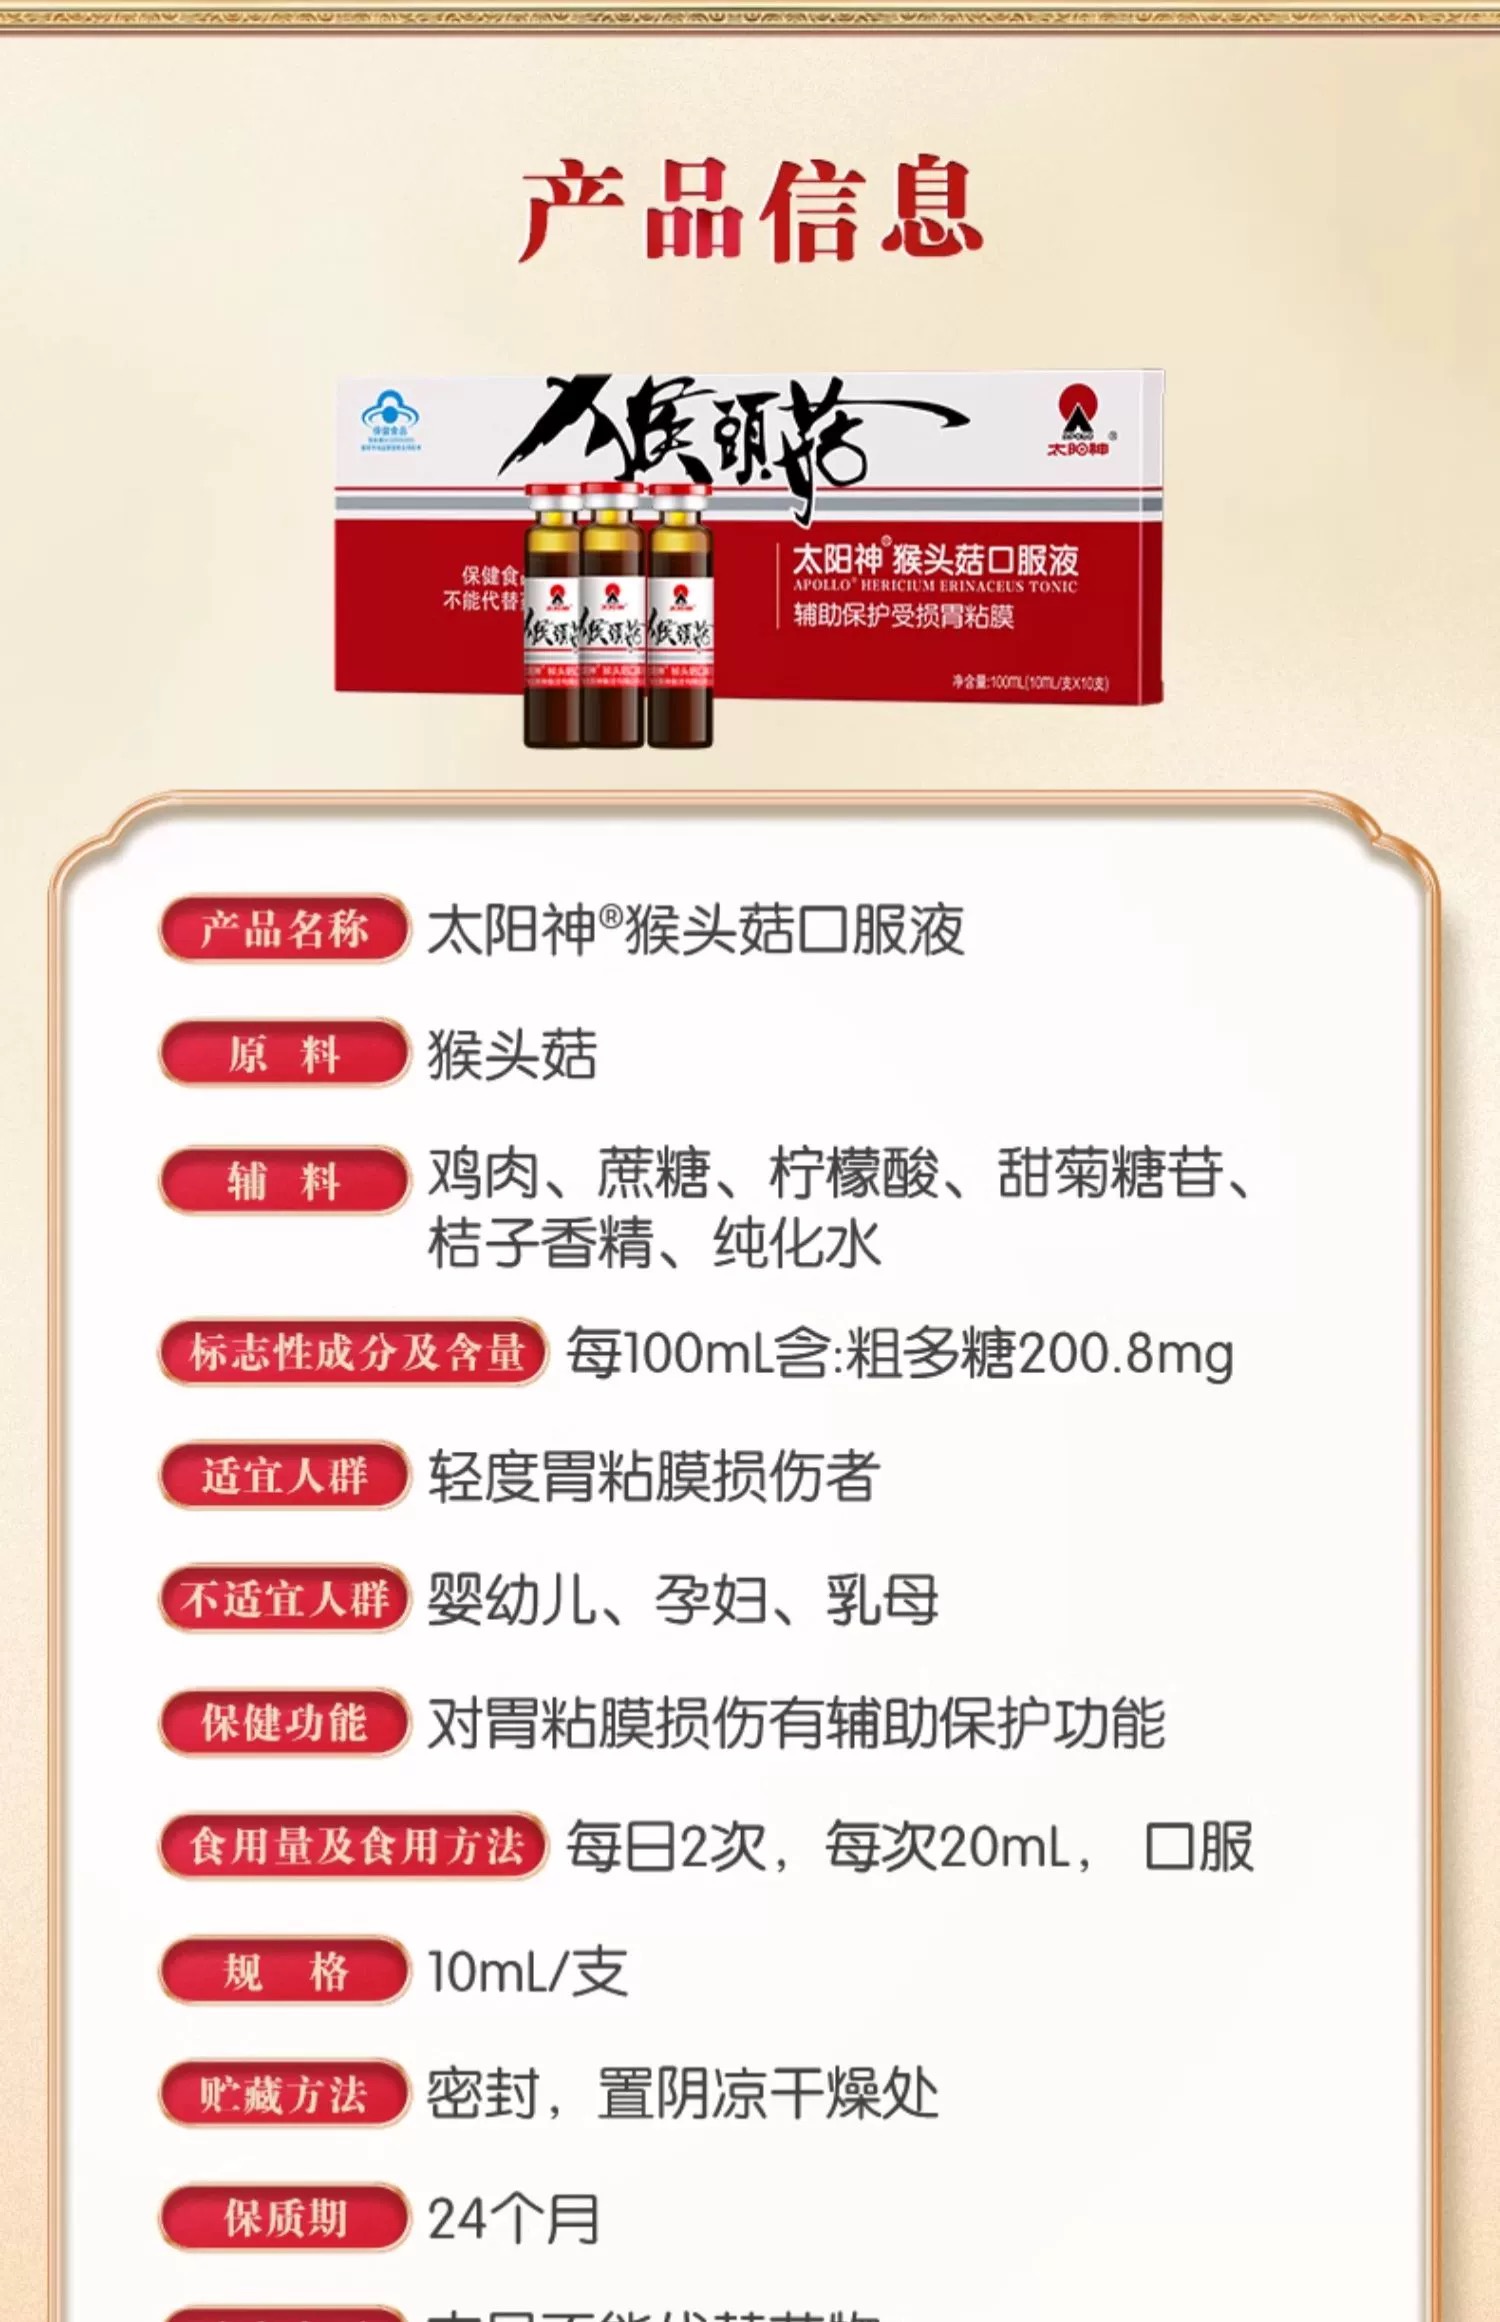 产品信息
保健食品
猴頭菇
太阳神®
太阳神®猴头菇口服液
APOLLO® HERICIUM ERINACEUS TONIC
辅助保护受损胃粘膜
保健食
不能代替
净含量:100mL(10mL/支X10支)
猴頭菇
产品名称 太阳神®猴头菇口服液
原 料 猴头菇
辅 料 鸡肉、蔗糖、柠檬酸、甜菊糖苷、
桔子香精、纯化水
标志性成分及含量 每100mL含:粗多糖200.8mg
适宜人群 轻度胃粘膜损伤者
不适宜人群 婴幼儿、孕妇、乳母
保健功能 对胃粘膜损伤有辅助保护功能
食用量及食用方法 每日2次，每次20mL， 口服
规 格 10mL/支
贮藏方法 密封，置阴凉干燥处
保质期 24个月